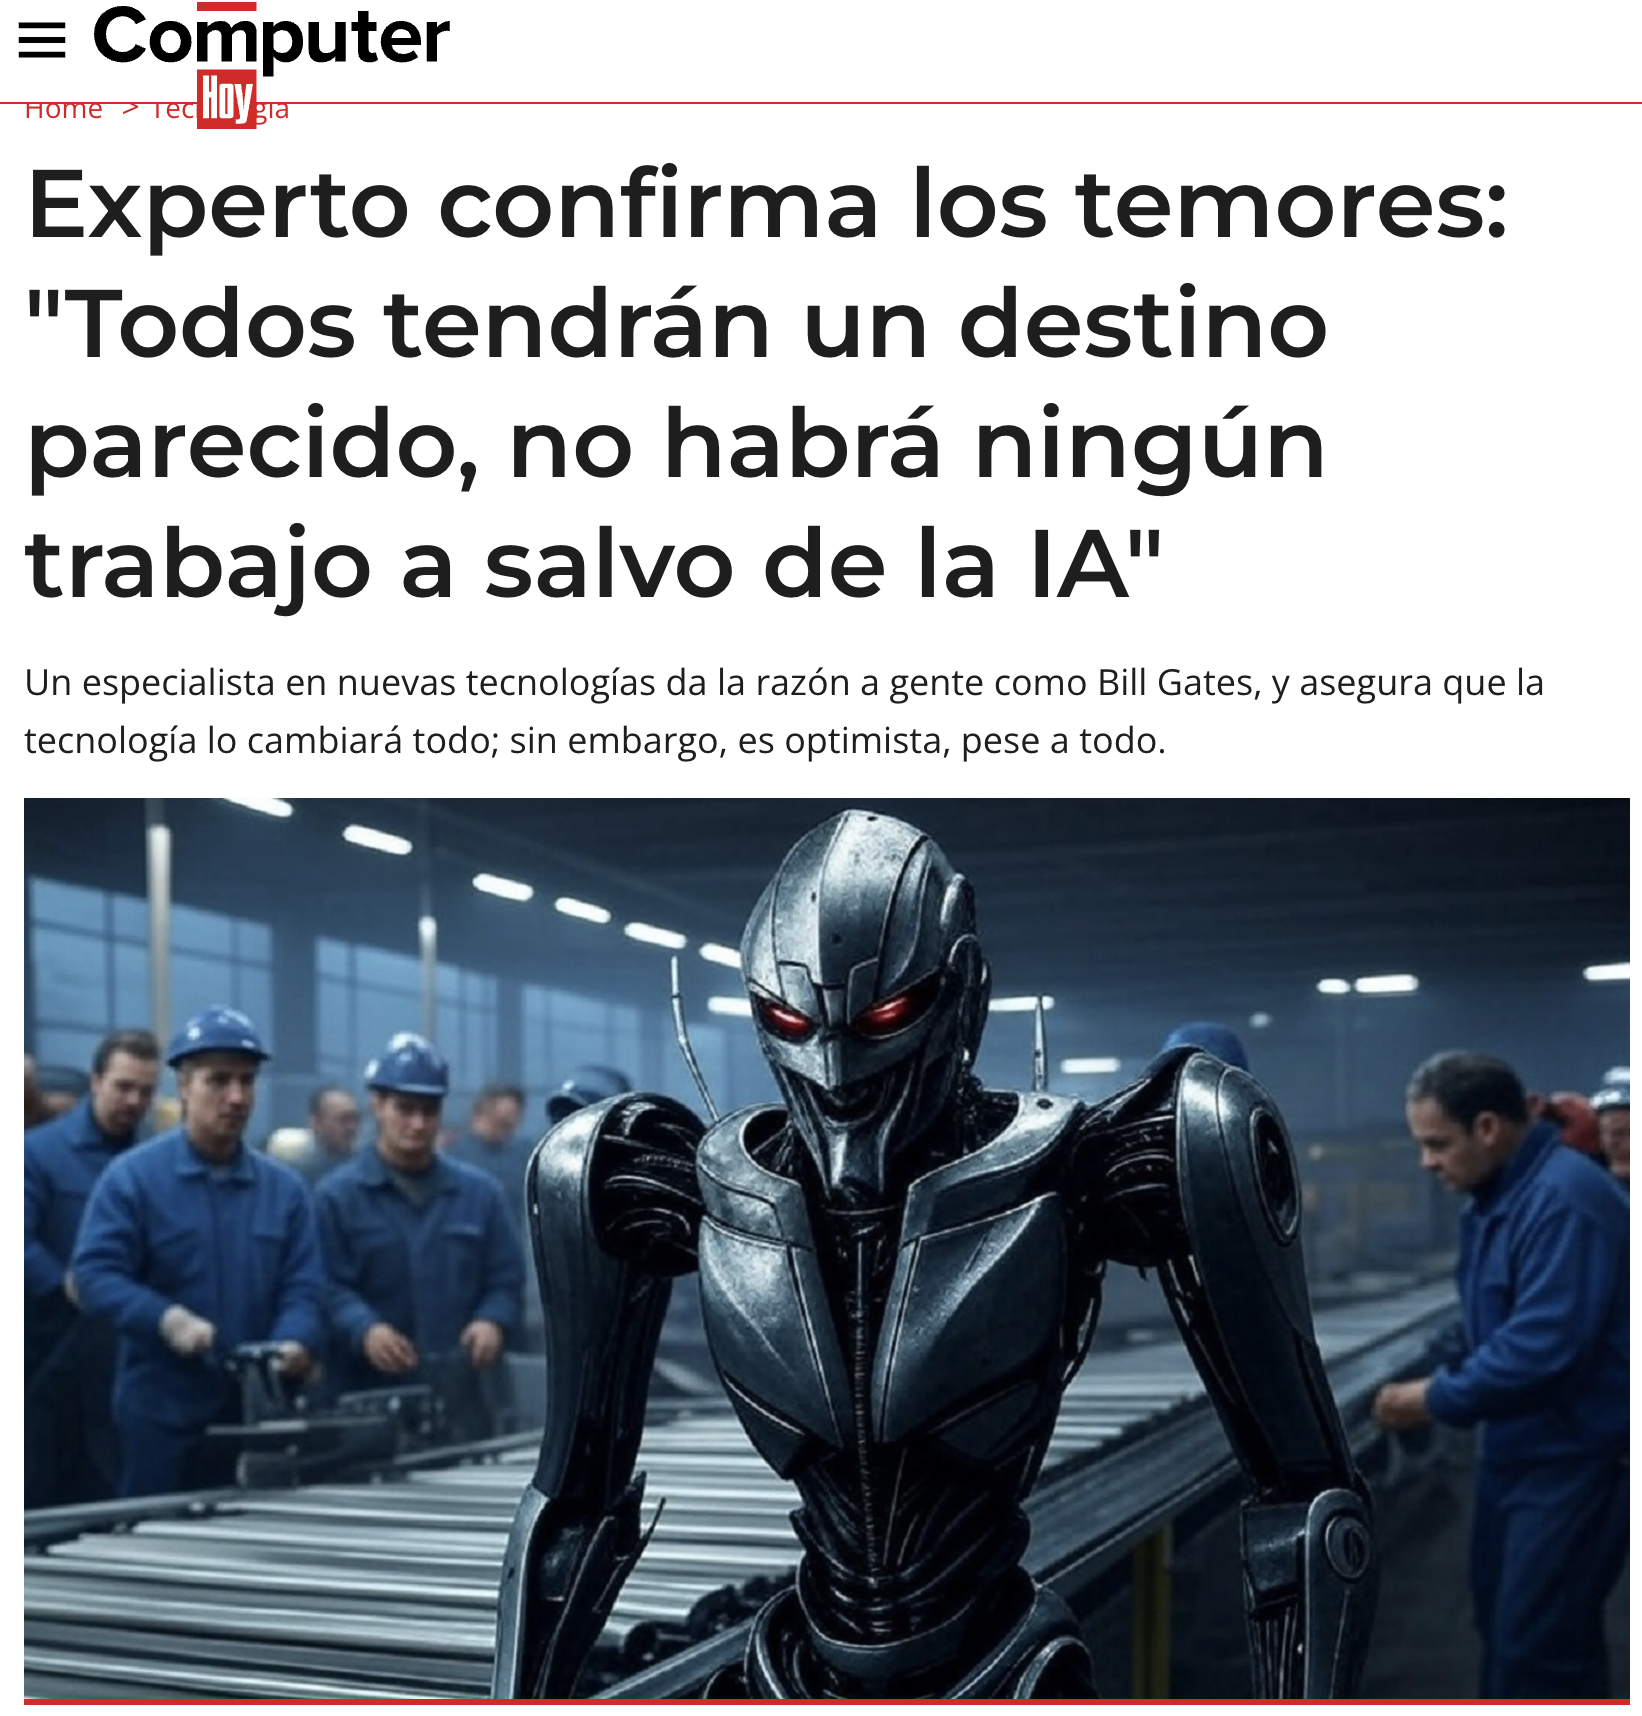 Computer
Hoy
Home > Tecnología
Experto confirma los temores:
"Todos tendrán un destino
parecido, no habrá ningún
trabajo a salvo de la IA"
Un especialista en nuevas tecnologías da la razón a gente como Bill Gates, y asegura que la
tecnología lo cambiará todo; sin embargo, es optimista, pese a todo.